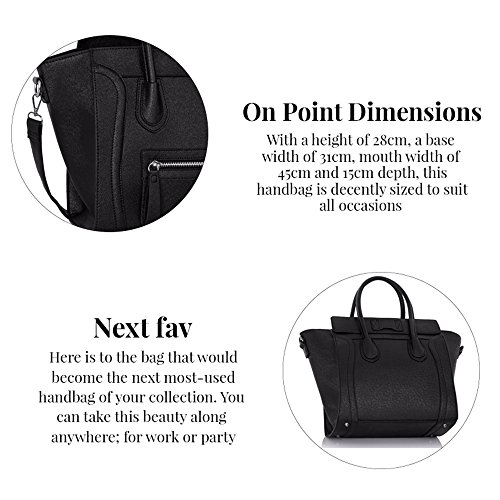 On Point Dimensions
With a height of 28cm, a base
width of 31cm, mouth width of
45cm and 15cm depth, this
handbag is decently sized to suit
all occasions
Next fav
Here is to the bag that would
become the next most-used
handbag of your collection. You
can take this beauty along
anywhere; for work or party